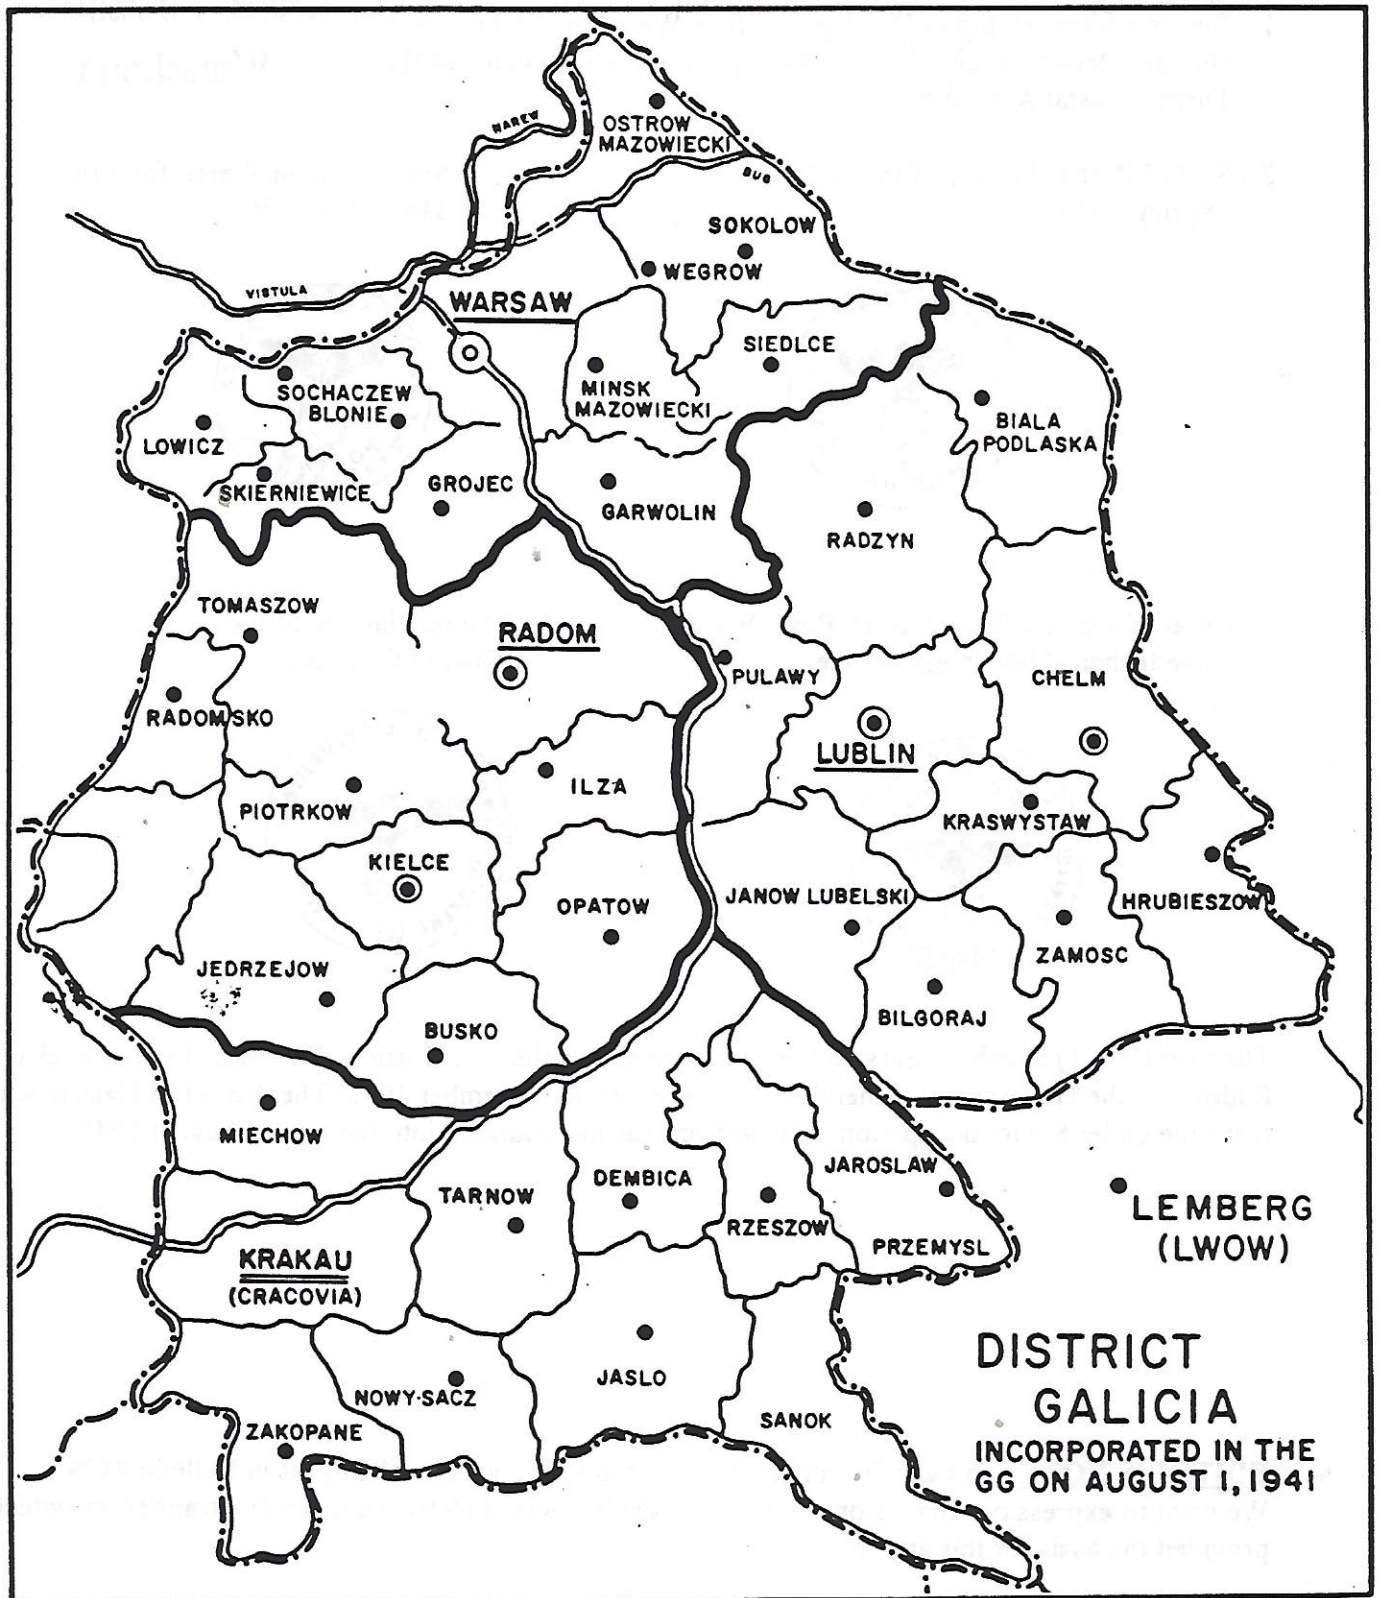 NAREW
OSTROW
MAZOWIECKI
BUG
SOKOLOW
WEGROW
VISTULA
WARSAW
SIEDLCE
MINSK
MAZOWIECKI
SOCHACZEW
BLONIE
BIALA
PODLASKA
LOWICZ
SKIERNIEWICE
GROJEC
GARWOLIN
RADZYN
TOMASZOW
RADOM
PULAWY
CHELM
RADOMSKO
LUBLIN
PIOTRKOW
ILZA
KRASWYSTAW
KIELCE
JANOW LUBELSKI
HRUBIESZOW
OPATOW
ZAMOSC
JEDRZEJOW
BUSKO
BILGORAJ
MIECHOW
DEMBICA
JAROSLAW
TARNOW
RZESZOW
PRZEMYSL
LEMBERG
(LWOW)
KRAKAU
(CRACOVIA)
NOWY-SACZ
JASLO
SANOK
ZAKOPANE
DISTRICT
GALICIA
INCORPORATED IN THE
GG ON AUGUST 1, 1941